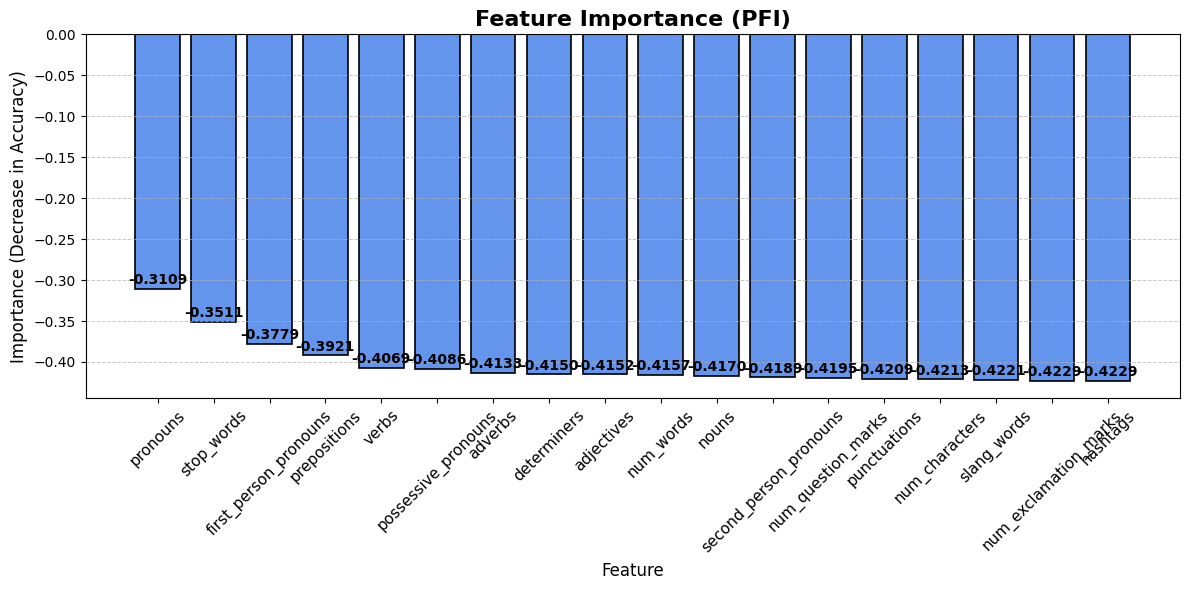 Feature Importance (PFI)
Importance (Decrease in Accuracy)
0.00
−0.05
−0.10
−0.15
−0.20
−0.25
−0.30
−0.35
−0.40
-0.3109
-0.3511
-0.3779
-0.3921
-0.4069
-0.4086
-0.4133
-0.4150
-0.4152
-0.4157
-0.4170
-0.4189
-0.4195
-0.4209
-0.4213
-0.4221
-0.4229
-0.4229
pronouns
stop_words
first_person_pronouns
prepositions
verbs
possessive_pronouns
adverbs
determiners
adjectives
num_words
nouns
second_person_pronouns
num_question_marks
punctuations
num_characters
slang_words
num_exclamation_marks
hashtags
Feature